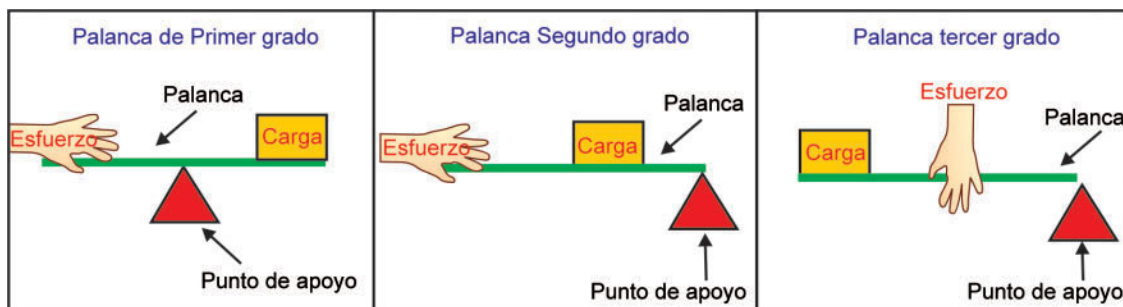 Palanca de Primer grado
Palanca
Esfuerzo
Carga
Punto de apoyo
Palanca Segundo grado
Palanca
Esfuerzo
Carga
Punto de apoyo
Palanca tercer grado
Esfuerzo
Palanca
Carga
Punto de apoyo